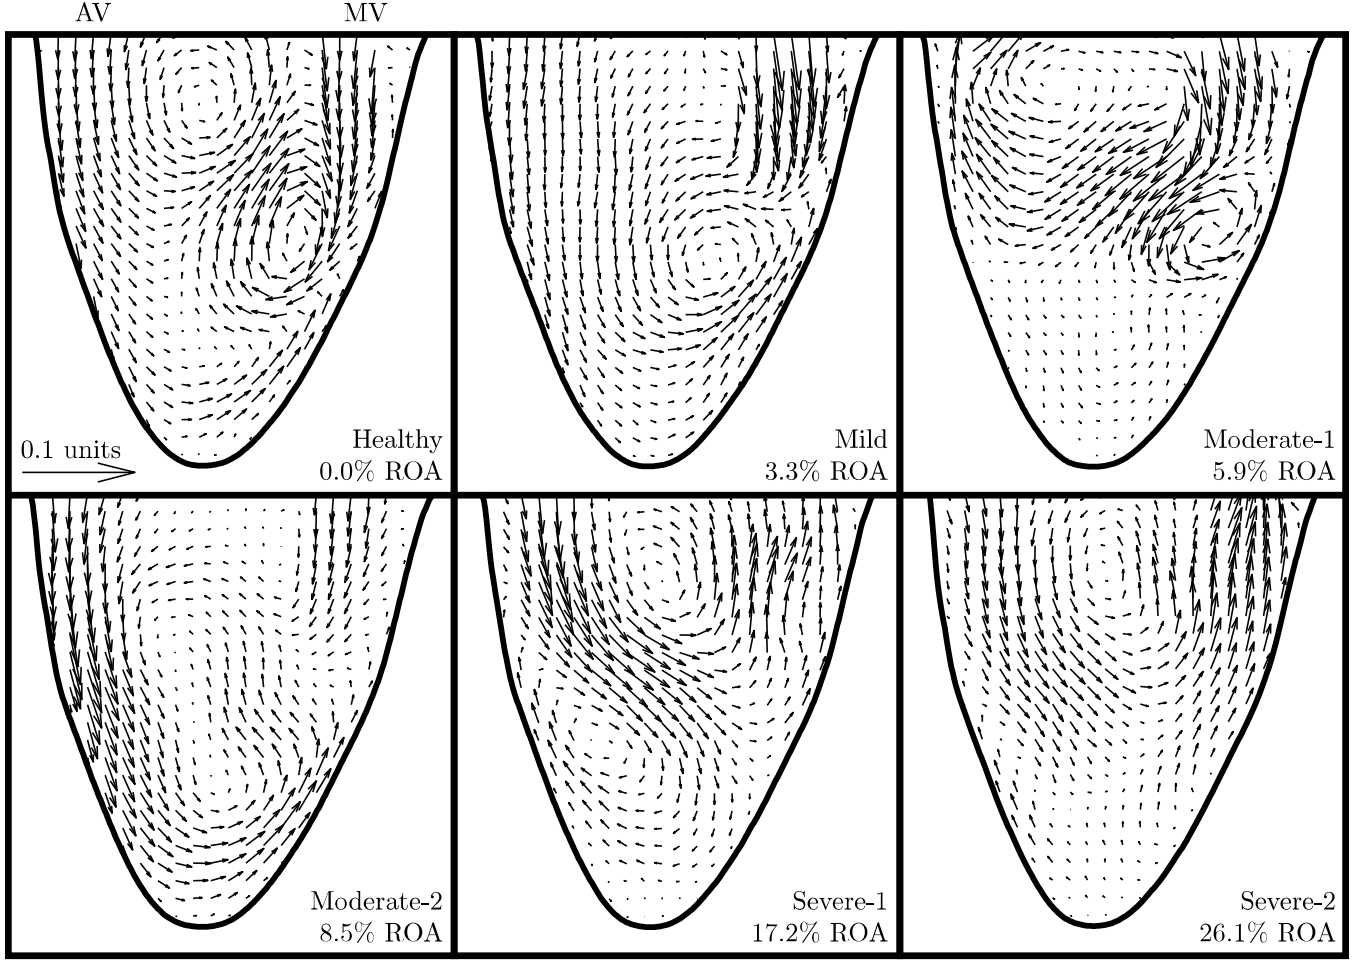 AV
MV
0.1 units
Healthy
0.0% ROA
Mild
3.3% ROA
Moderate-1
5.9% ROA
Moderate-2
8.5% ROA
Severe-1
17.2% ROA
Severe-2
26.1% ROA